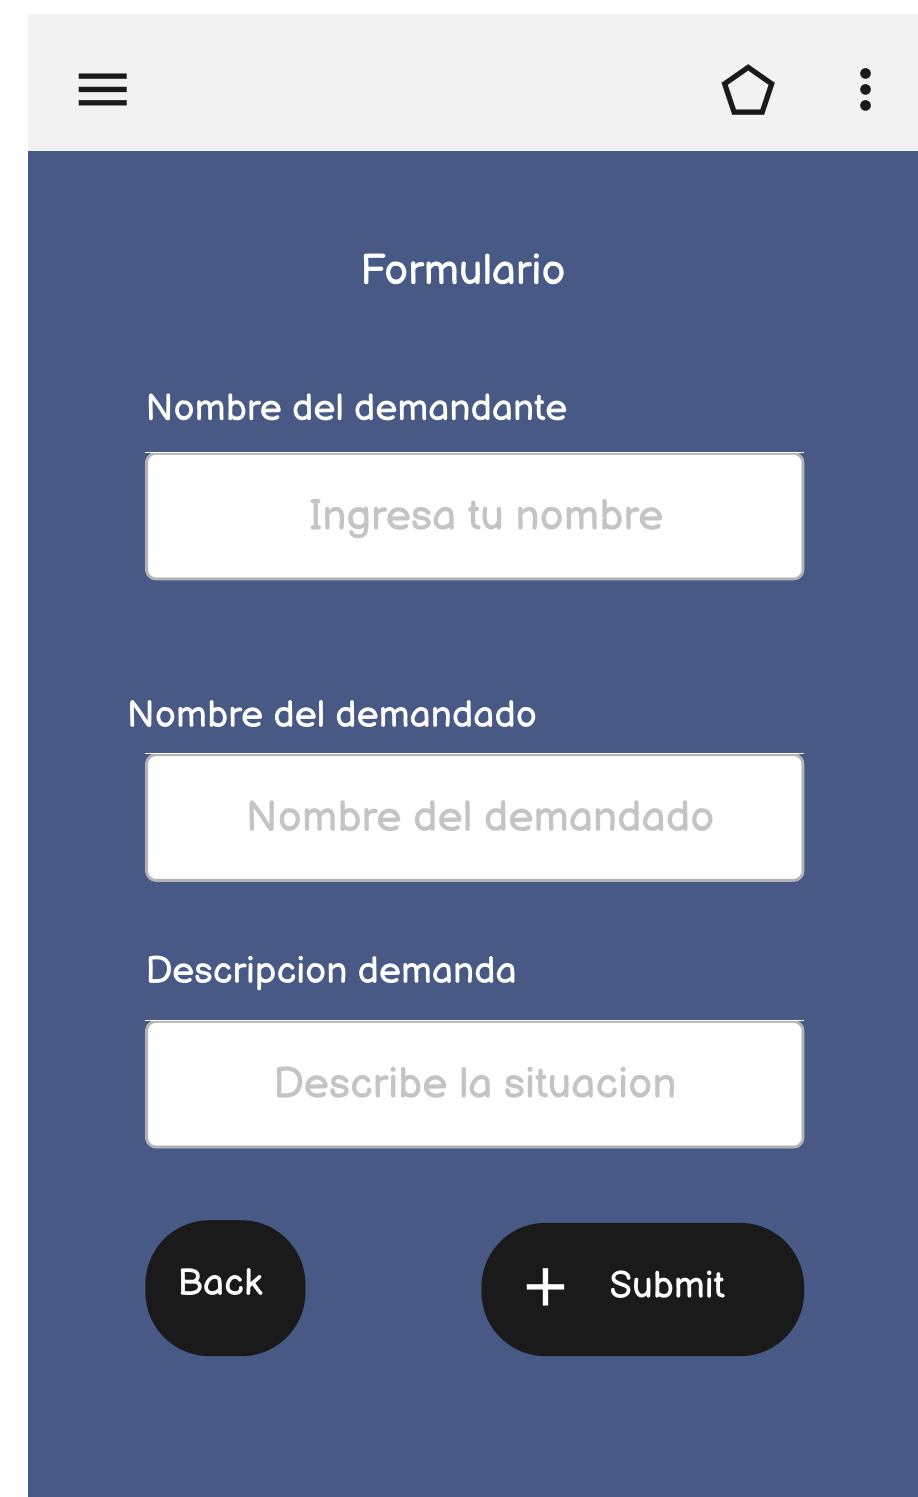 Formulario
Nombre del demandante
Ingresa tu nombre
Nombre del demandado
Nombre del demandado
Descripcion demanda
Describe la situacion
Back
Submit